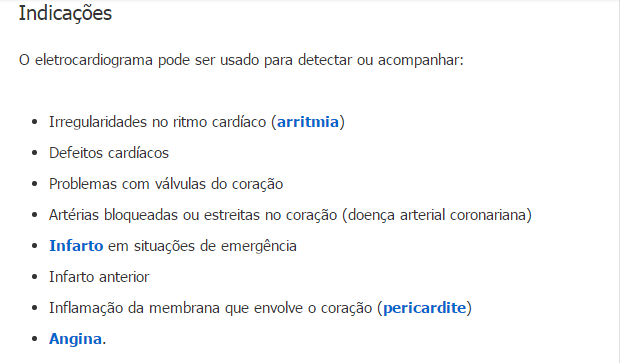 Indicações
O eletrocardiograma pode ser usado para detectar ou acompanhar:
• Irregularidades no ritmo cardíaco (arritmia)
• Defeitos cardíacos
• Problemas com válvulas do coração
• Artérias bloqueadas ou estreitas no coração (doença arterial coronariana)
• Infarto em situações de emergência
• Infarto anterior
• Inflamação da membrana que envolve o coração (pericardite)
• Angina.